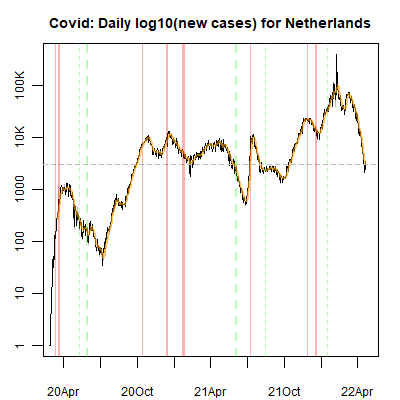 Covid: Daily log10(new cases) for Netherlands
100K
10K
1000
100
10
1
20Apr 20Oct 21Apr 21Oct 22Apr